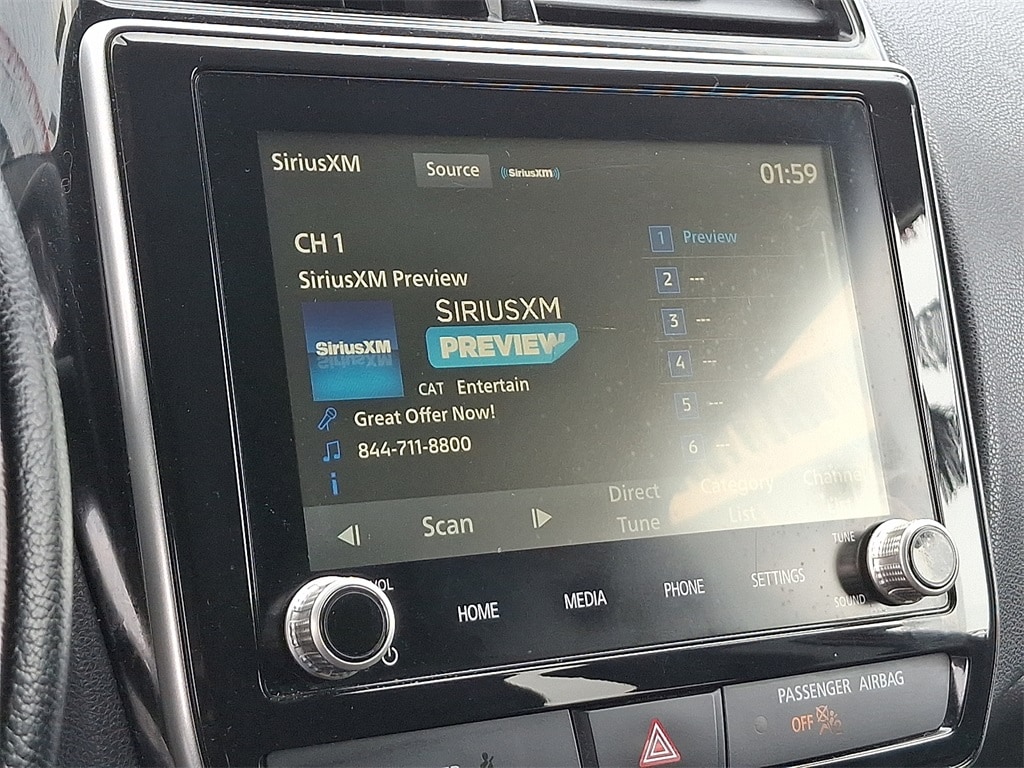 SiriusXM Source SiriusXM 01:59
CH 1
SiriusXM Preview
SiriusXM
SIRIUSXM
PREVIEW
CAT Entertain
Great Offer Now!
844-711-8800
i
1 Preview
2 ---
3 ---
4 ---
5 ---
6 ---
Scan
Direct
Tune
Category
List
Channel
VOL
HOME
MEDIA
PHONE
SETTINGS
TUNE
SOUND
PASSENGER AIRBAG
OFF